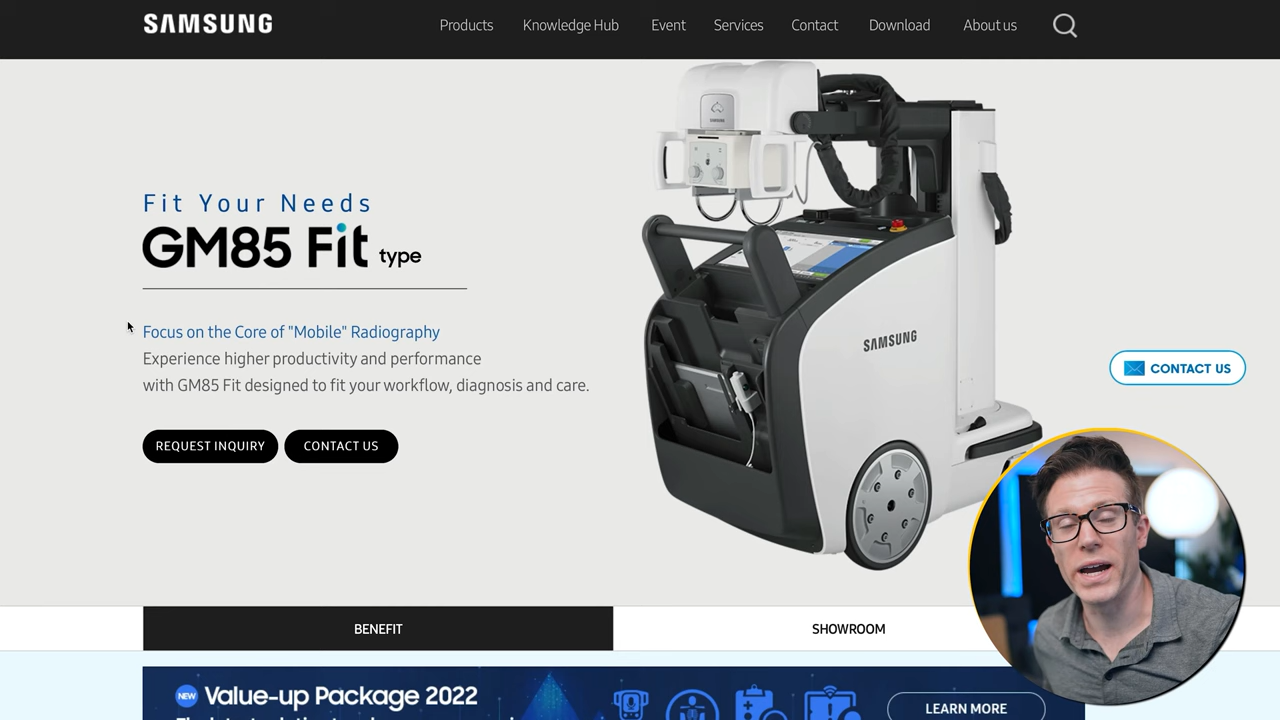 SAMSUNG
Products Knowledge Hub Event Services Contact Download About us
Fit Your Needs
GM85 Fit type
Focus on the Core of "Mobile" Radiography
Experience higher productivity and performance
with GM85 Fit designed to fit your workflow, diagnosis and care.
REQUEST INQUIRY CONTACT US
SAMSUNG
CONTACT US
BENEFIT SHOWROOM
NEW Value-up Package 2022
LEARN MORE